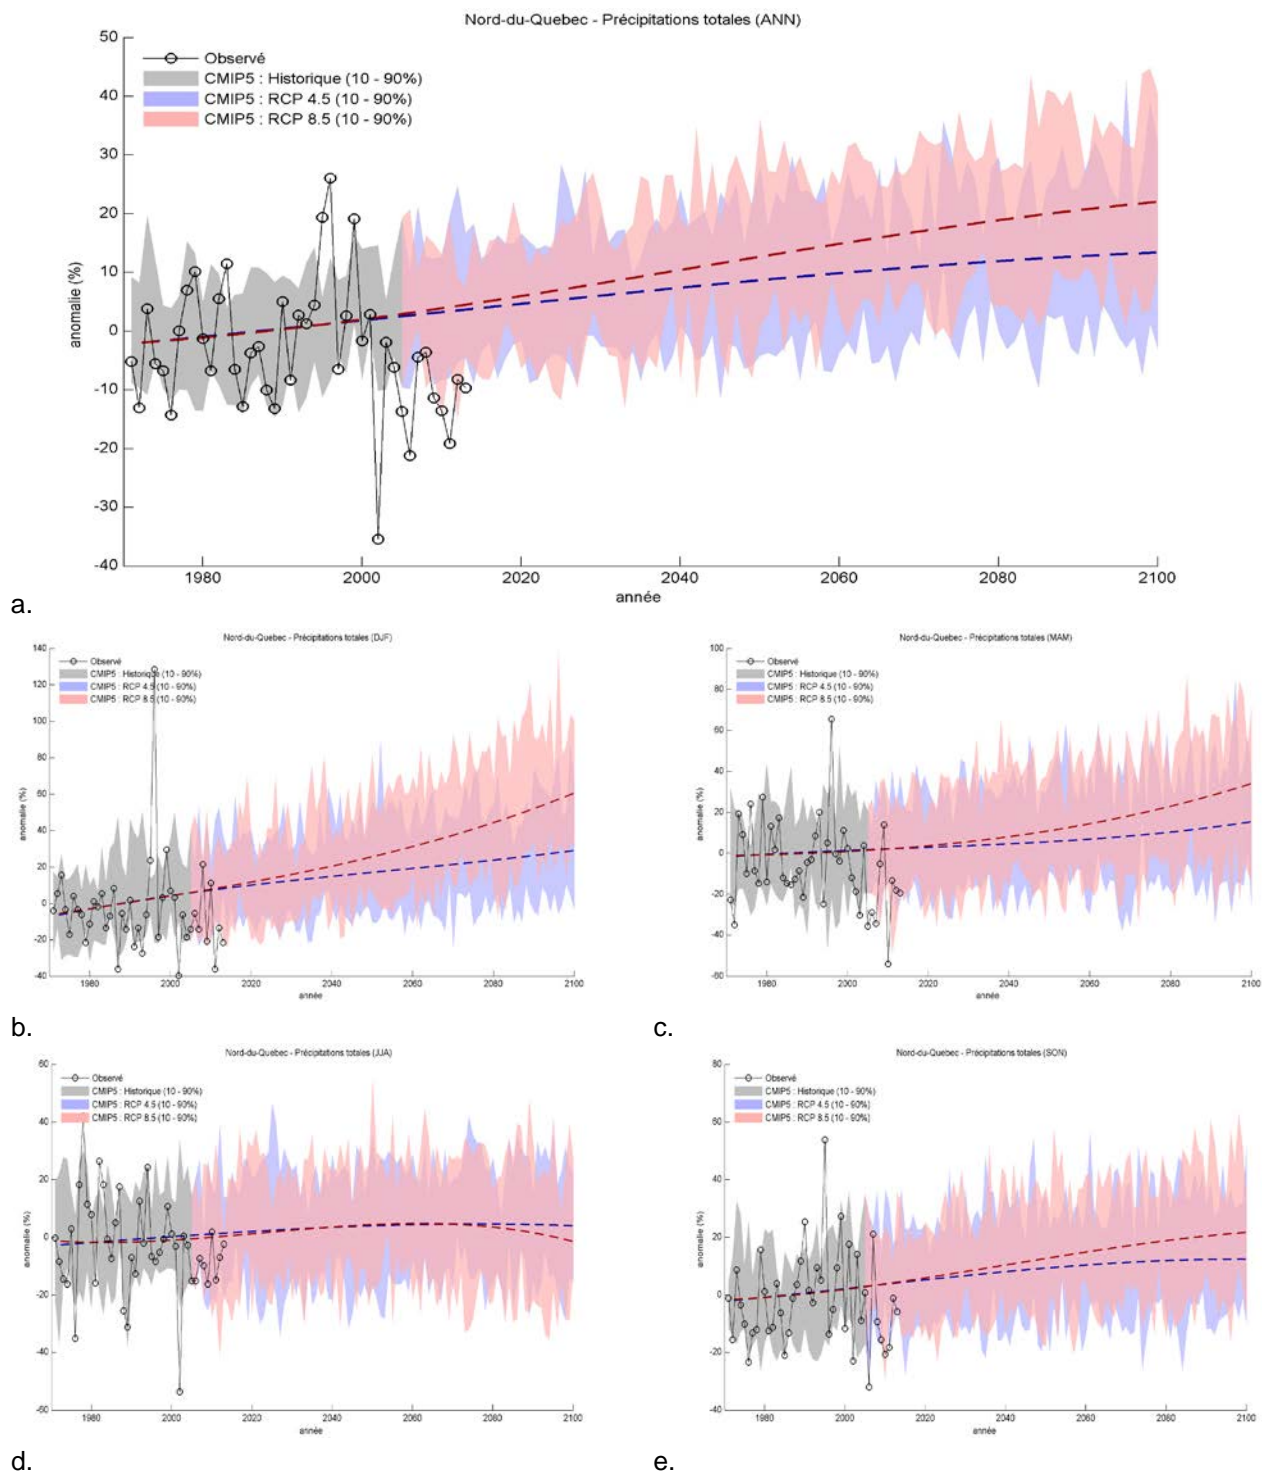 Nord-du-Quebec - Précipitations totales (ANN)
50
40
30
20
10
0
-10
-20
-30
-40
anomalie (%)
Observé
CMIP5 : Historique (10 - 90%)
CMIP5 : RCP 4.5 (10 - 90%)
CMIP5 : RCP 8.5 (10 - 90%)
1980 2000 2020 2040 2060 2080 2100
année
a.
Nord-du-Quebec - Précipitations totales (DJF)
140
120
100
80
60
40
20
0
-20
-40
anomalie (%)
Observé
CMIP5 : Historique (10 - 90%)
CMIP5 : RCP 4.5 (10 - 90%)
CMIP5 : RCP 8.5 (10 - 90%)
1980 2000 2020 2040 2060 2080 2100
année
b.
Nord-du-Quebec - Précipitations totales (MAM)
100
80
60
40
20
0
-20
-40
-60
anomalie (%)
Observé
CMIP5 : Historique (10 - 90%)
CMIP5 : RCP 4.5 (10 - 90%)
CMIP5 : RCP 8.5 (10 - 90%)
1980 2000 2020 2040 2060 2080 2100
année
c.
Nord-du-Quebec - Précipitations totales (JJA)
60
40
20
0
-20
-40
-60
anomalie (%)
Observé
CMIP5 : Historique (10 - 90%)
CMIP5 : RCP 4.5 (10 - 90%)
CMIP5 : RCP 8.5 (10 - 90%)
1980 2000 2020 2040 2060 2080 2100
année
d.
Nord-du-Quebec - Précipitations totales (SON)
80
60
40
20
0
-20
-40
anomalie (%)
Observé
CMIP5 : Historique (10 - 90%)
CMIP5 : RCP 4.5 (10 - 90%)
CMIP5 : RCP 8.5 (10 - 90%)
1980 2000 2020 2040 2060 2080 2100
année
e.